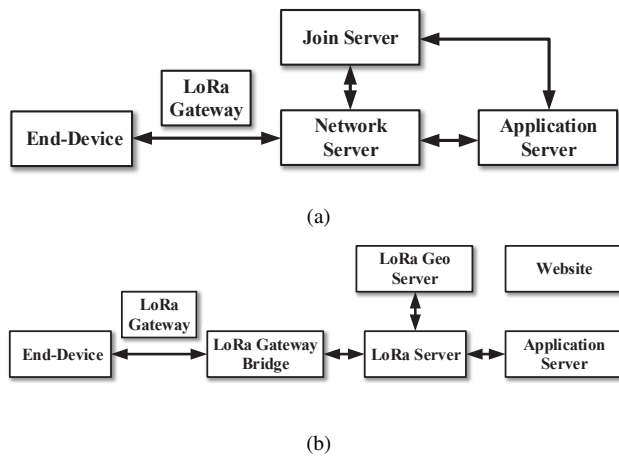 Join Server
LoRa
Gateway
End-Device
Network
Server
Application
Server
(a)
LoRa Geo
Server
Website
LoRa
Gateway
End-Device
LoRa Gateway
Bridge
LoRa Server
Application
Server
(b)